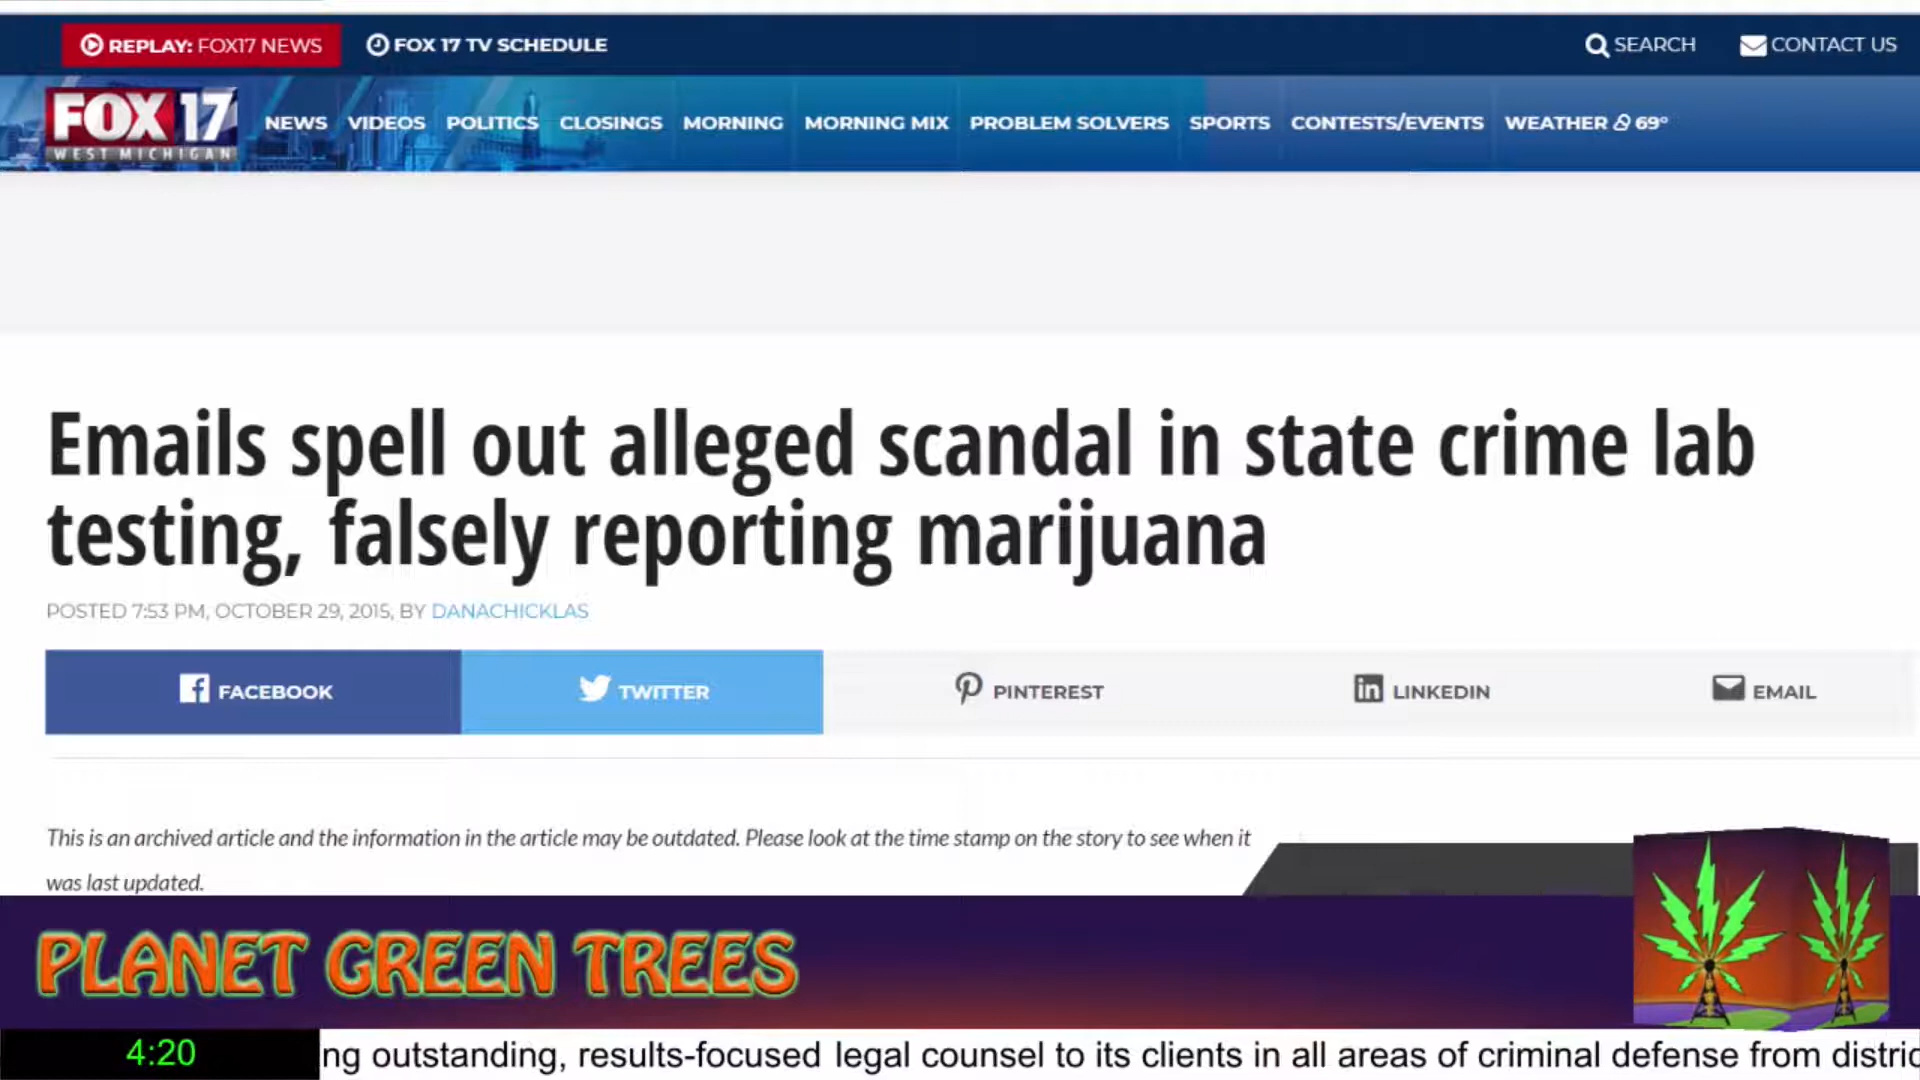 REPLAY: FOX17 NEWS FOX 17 TV SCHEDULE SEARCH CONTACT US
FOX 17
WEST MICHIGAN
NEWS VIDEOS POLITICS CLOSINGS MORNING MORNING MIX PROBLEM SOLVERS SPORTS CONTESTS/EVENTS WEATHER 69°
Emails spell out alleged scandal in state crime lab
testing, falsely reporting marijuana
POSTED 7:53 PM, OCTOBER 29, 2015, BY DANACHICKLAS
FACEBOOK TWITTER PINTEREST LINKEDIN EMAIL
This is an archived article and the information in the article may be outdated. Please look at the time stamp on the story to see when it
was last updated.
PLANET GREEN TREES
4:20 ng outstanding, results-focused legal counsel to its clients in all areas of criminal defense from distric